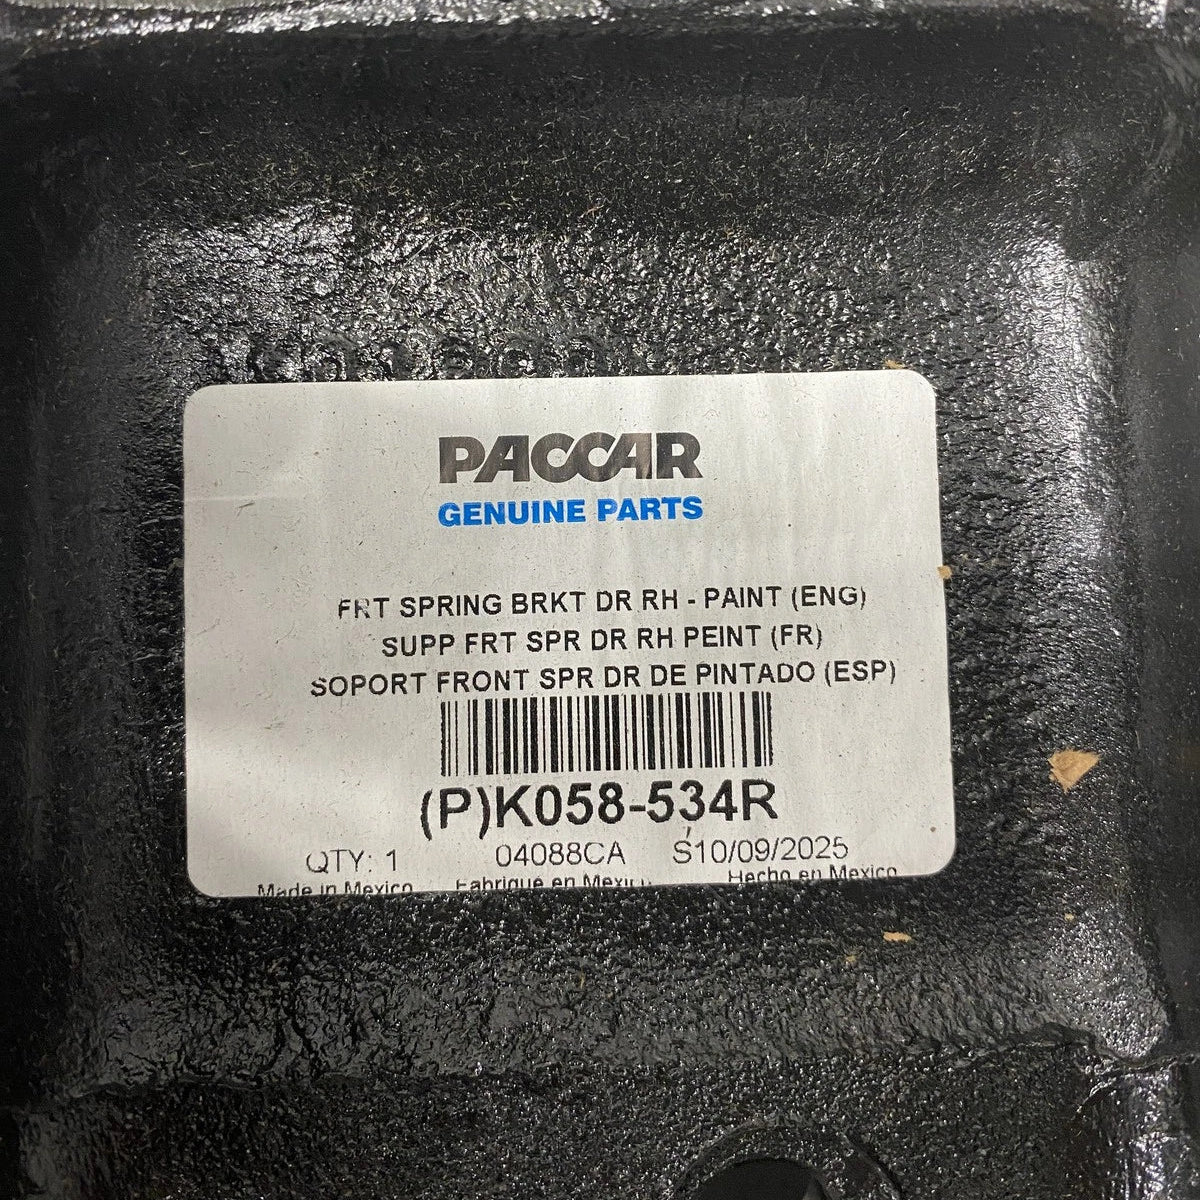 PACCAR
GENUINE PARTS
FRT SPRING BRKT DR RH - PAINT (ENG)
SUPP FRT SPR DR RH PEINT (FR)
SOPORT FRONT SPR DR DE PINTADO (ESP)
(P)K058-534R
QTY: 1 04088CA S10/09/2025
Made in Mexico Fabrique en Hecho en Mexico